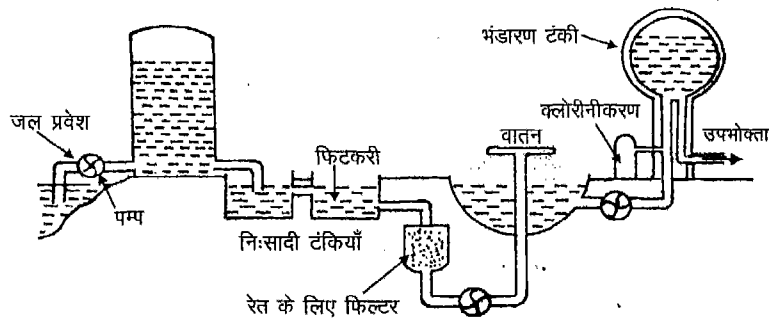 भंडारण टंकी
जल प्रवेश
पम्प
फिटकरी
निःसादी टंकियाँ
रेत के लिए फिल्टर
वातन
क्लोरीनीकरण
उपभोक्ता